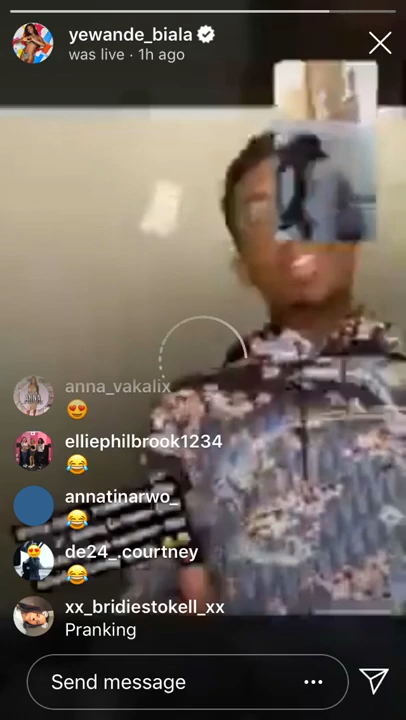 yewande_biala
was live · 1h ago
anna_vakalix
😍
elliephilbrook1234
😂
annatinarwo_
😂
de24_.courtney
😂
xx_bridiestokell_xx
Pranking
Send message